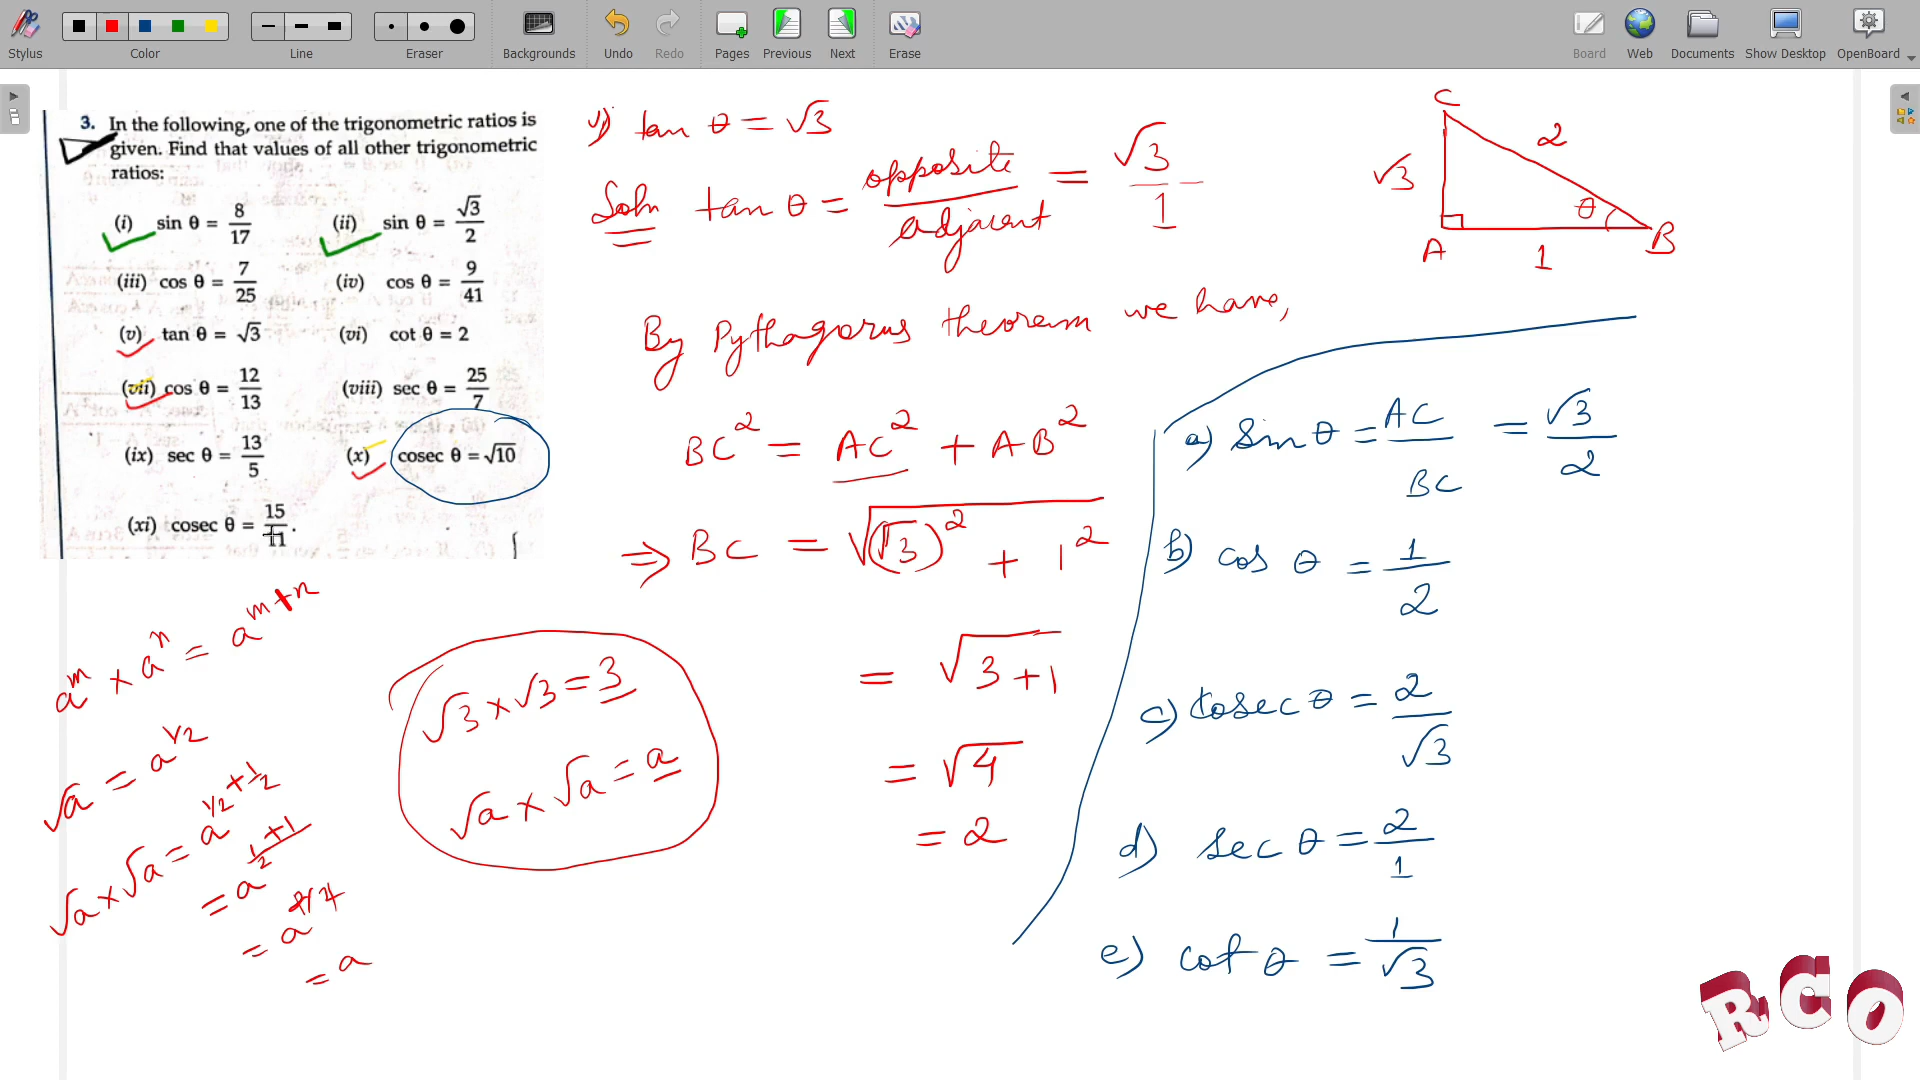 Stylus Color Line Eraser Backgrounds Undo Redo Pages Previous Next Erase Board Web Documents Show Desktop OpenBoard
3. In the following, one of the trigonometric ratios is
given. Find that values of all other trigonometric
ratios:
(i) sin θ = 8/17 (ii) sin θ = √3/2
(iii) cos θ = 7/25 (iv) cos θ = 9/41
(v) tan θ = √3 (vi) cot θ = 2
(vii) cos θ = 12/13 (viii) sec θ = 25/7
(ix) sec θ = 13/5 (x) cosec θ = √10
(xi) cosec θ = 15/11.
a^m × a^n = a^m+n
√a = a^1/2
√a × √a = a^1/2+1/2
= a^1+1/2
= a^2/2
= a
√3 × √3 = 3
√a × √a = a
v) tan θ = √3
Soln tan θ = opposite/adjacent = √3/1
By Pythagorus theorem we have,
BC² = AC² + AB²
⇒ BC = √(√3)² + 1²
= √3+1
= √4
= 2
C
√3 2
θ
A 1 B
a) Sin θ = AC/BC = √3/2
b) cos θ = 1/2
c) cosec θ = 2/√3
d) sec θ = 2/1
e) cot θ = 1/√3
RCO